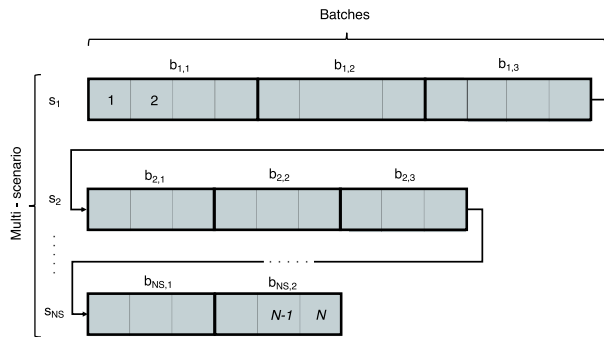 Batches
b1,1 b1,2 b1,3
s1 1 2
b2,1 b2,2 b2,3
s2
Multi - scenario
bNS,1 bNS,2
sNS N-1 N